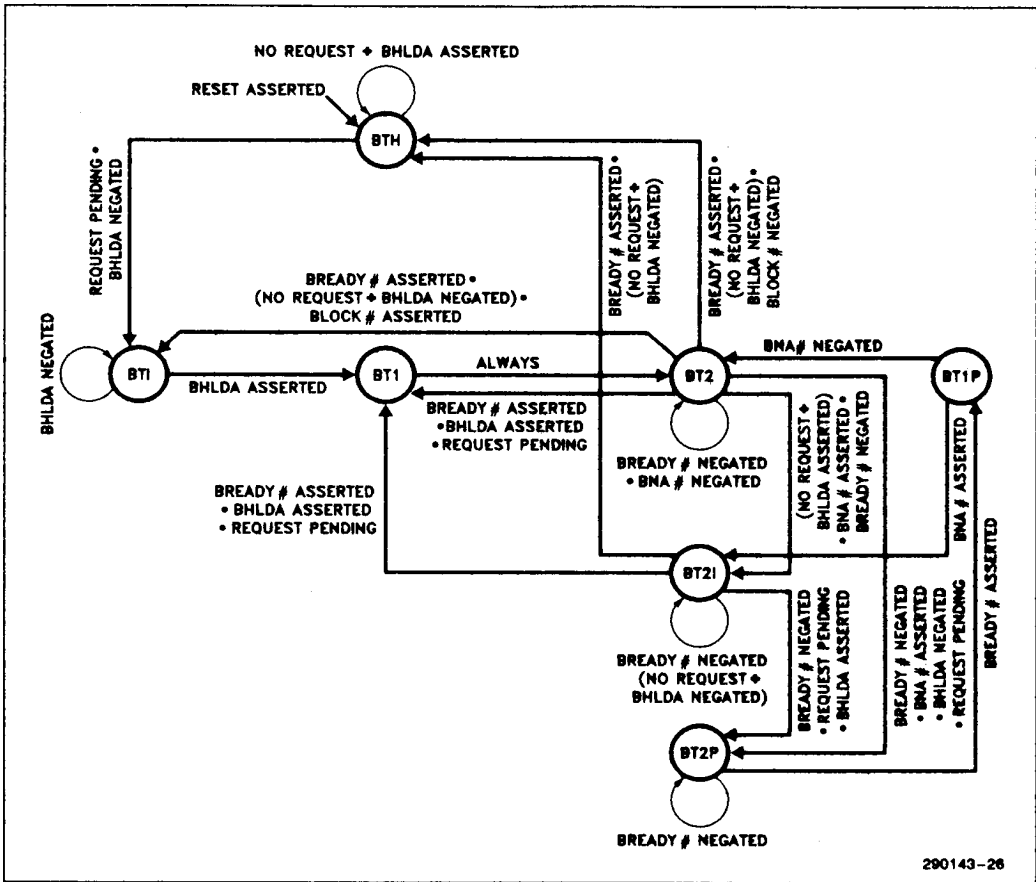 NO REQUEST + BHLDA ASSERTED
RESET ASSERTED
BTH
REQUEST PENDING •
BHLDA NEGATED
BREADY # ASSERTED •
(NO REQUEST +
BHLDA NEGATED)
BREADY # ASSERTED •
(NO REQUEST +
BHLDA NEGATED) •
BLOCK # NEGATED
BREADY # ASSERTED •
(NO REQUEST + BHLDA NEGATED) •
BLOCK # ASSERTED
BHLDA NEGATED
BTI
BHLDA ASSERTED
BT1
ALWAYS
BT2
BNA# NEGATED
BT1P
BREADY # ASSERTED
• BHLDA ASSERTED
• REQUEST PENDING
BREADY # NEGATED
• BNA # NEGATED
(NO REQUEST +
BHLDA ASSERTED)
• BNA # ASSERTED •
BREADY # NEGATED
BNA # ASSERTED
BREADY # ASSERTED
BREADY # ASSERTED
• BHLDA ASSERTED
• REQUEST PENDING
BT2I
BREADY # NEGATED
(NO REQUEST +
BHLDA NEGATED)
BREADY # NEGATED
• REQUEST PENDING
• BHLDA ASSERTED
BREADY # NEGATED
• BNA # ASSERTED
• BHLDA NEGATED
• REQUEST PENDING
BT2P
BREADY # NEGATED
290143-26